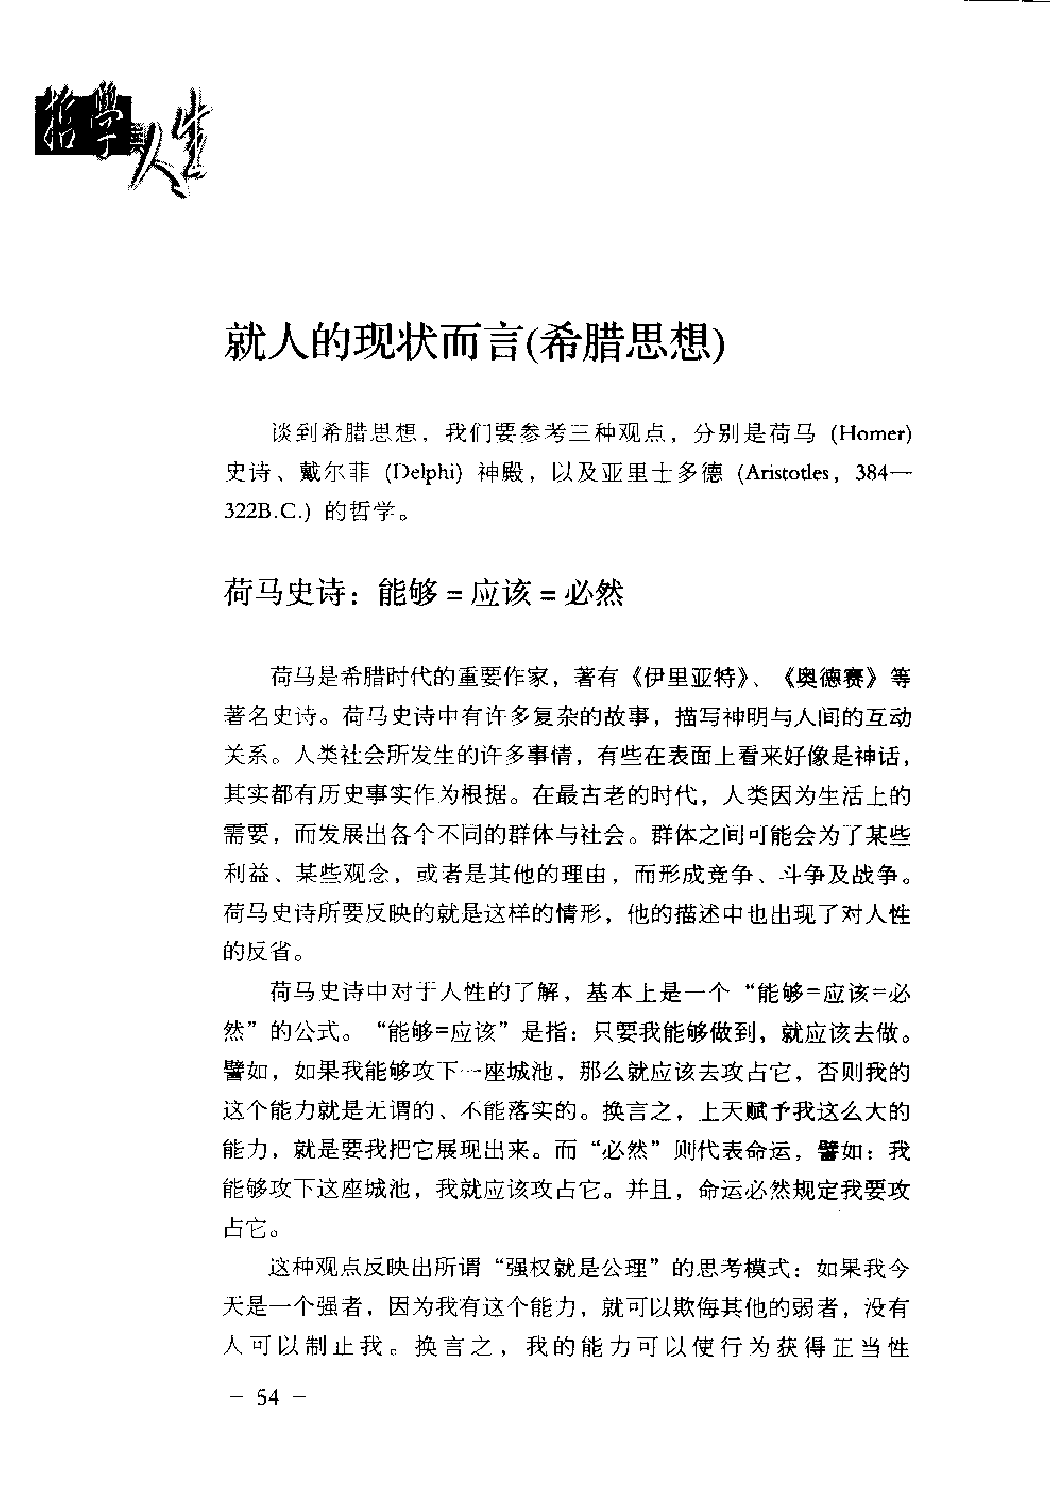 哲學與人生
就人的现状而言(希腊思想)
谈到希腊思想，我们要参考三种观点，分别是荷马 (Homer)
史诗、戴尔菲 (Delphi) 神殿，以及亚里士多德 (Aristotles，384—
322B.C.) 的哲学。
荷马史诗：能够 = 应该 = 必然
荷马是希腊时代的重要作家，著有《伊里亚特》、《奥德赛》等
著名史诗。荷马史诗中有许多复杂的故事，描写神明与人间的互动
关系。人类社会所发生的许多事情，有些在表面上看来好像是神话，
其实都有历史事实作为根据。在最古老的时代，人类因为生活上的
需要，而发展出各个不同的群体与社会。群体之间可能会为了某些
利益、某些观念，或者是其他的理由，而形成竞争、斗争及战争。
荷马史诗所要反映的就是这样的情形，他的描述中也出现了对人性
的反省。
荷马史诗中对于人性的了解，基本上是一个“能够=应该=必
然”的公式。“能够=应该”是指：只要我能够做到，就应该去做。
譬如，如果我能够攻下一座城池，那么就应该去攻占它，否则我的
这个能力就是无谓的、不能落实的。换言之，上天赋予我这么大的
能力，就是要我把它展现出来。而“必然”则代表命运，譬如：我
能够攻下这座城池，我就应该攻占它。并且，命运必然规定我要攻
占它。
这种观点反映出所谓“强权就是公理”的思考模式：如果我今
天是一个强者，因为我有这个能力，就可以欺侮其他的弱者，没有
人可以制止我。换言之，我的能力可以使行为获得正当性
－ 54 －